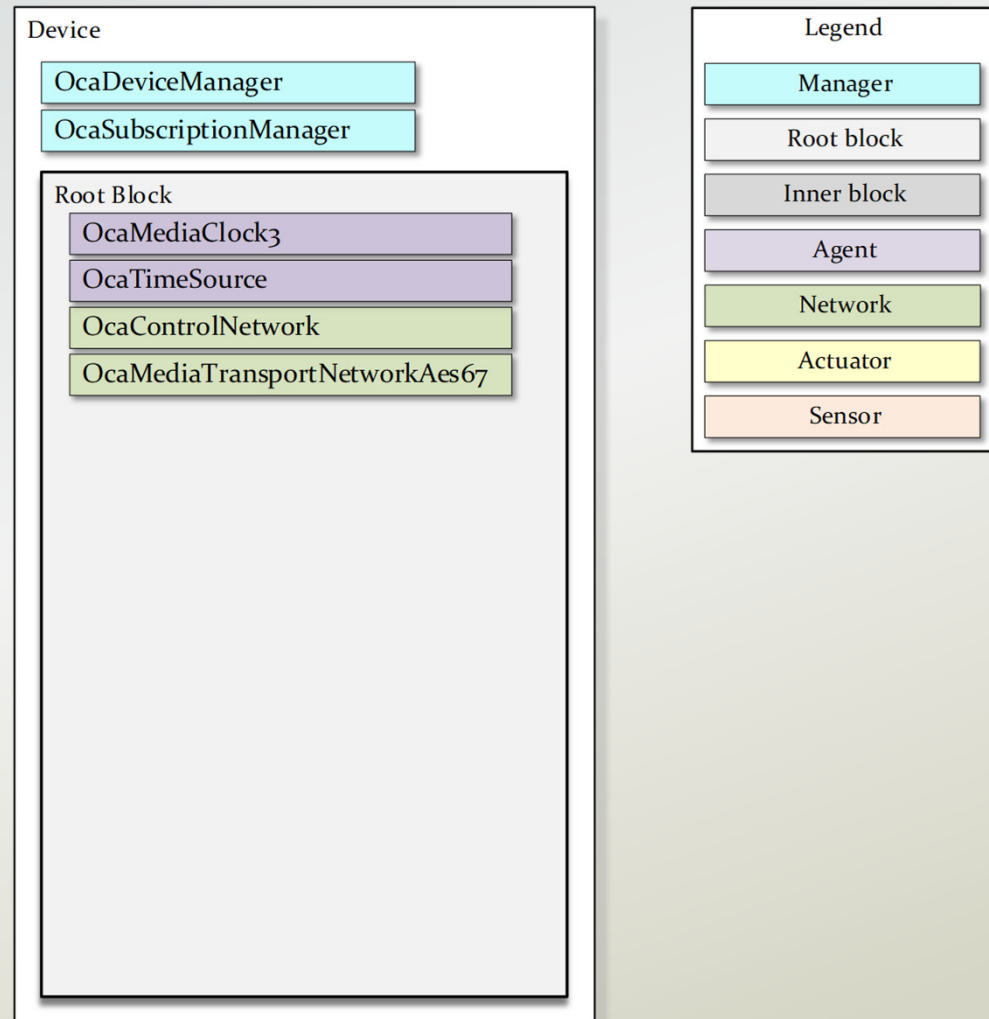 Device
OcaDeviceManager
OcaSubscriptionManager
Root Block
OcaMediaClock3
OcaTimeSource
OcaControlNetwork
OcaMediaTransportNetworkAes67
Legend
Manager
Root block
Inner block
Agent
Network
Actuator
Sensor